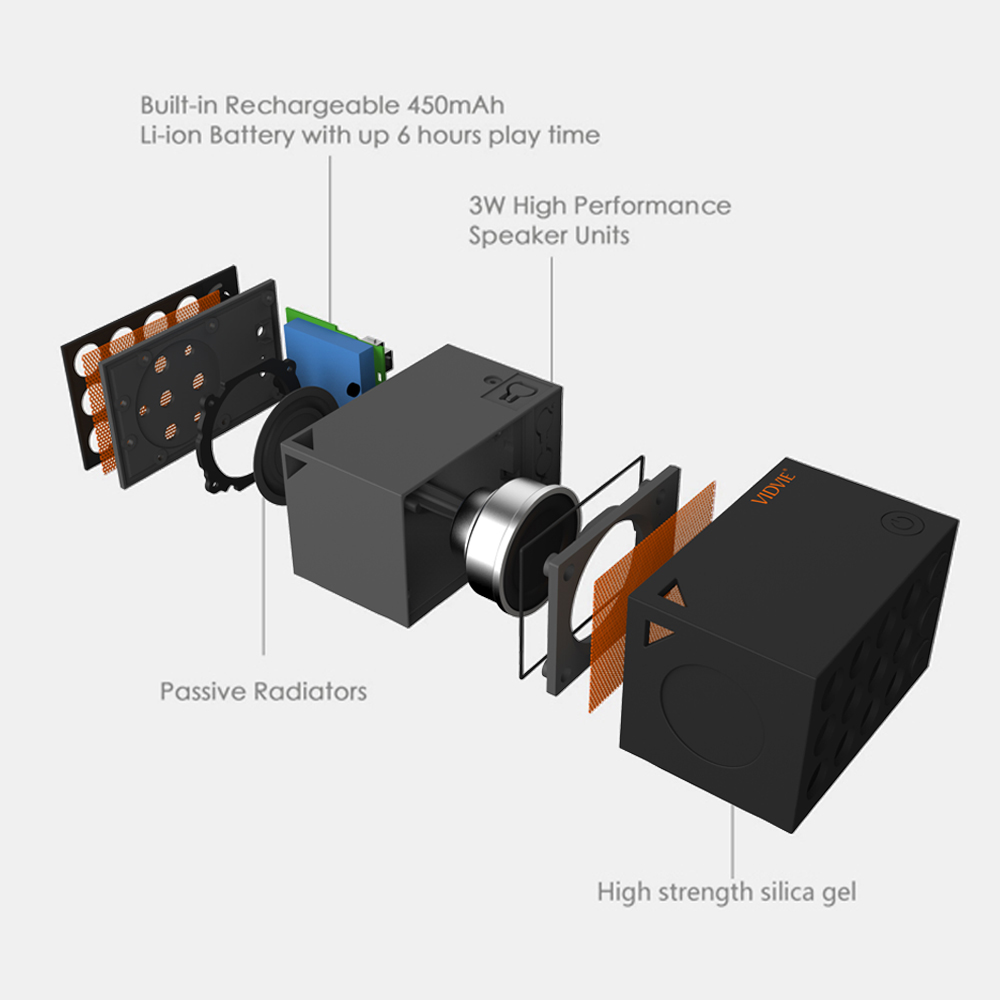 Built-in Rechargeable 450mAh
Li-ion Battery with up 6 hours play time
3W High Performance
Speaker Units
VIDVIE
Passive Radiators
High strength silica gel